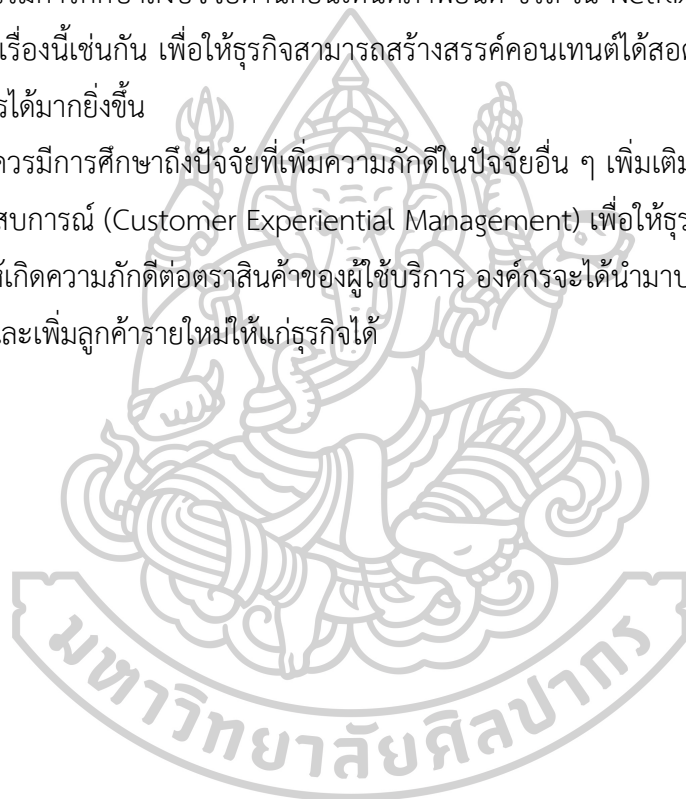 เรื่องนี้เช่นกัน เพื่อให้ธุรกิจสามารถสร้างสรรค์คอนเทนต์ได้สอด
รได้มากยิ่งขึ้น
ควรมีการศึกษาถึงปัจจัยที่เพิ่มความภักดีในปัจจัยอื่น ๆ เพิ่มเติม
สบการณ์ (Customer Experiential Management) เพื่อให้ธุร
ห้เกิดความภักดีต่อตราสินค้าของผู้ใช้บริการ องค์กรจะได้นำมาป
และเพิ่มลูกค้ารายใหม่ให้แก่ธุรกิจได้
มหาวิทยาลัยศิลปากร